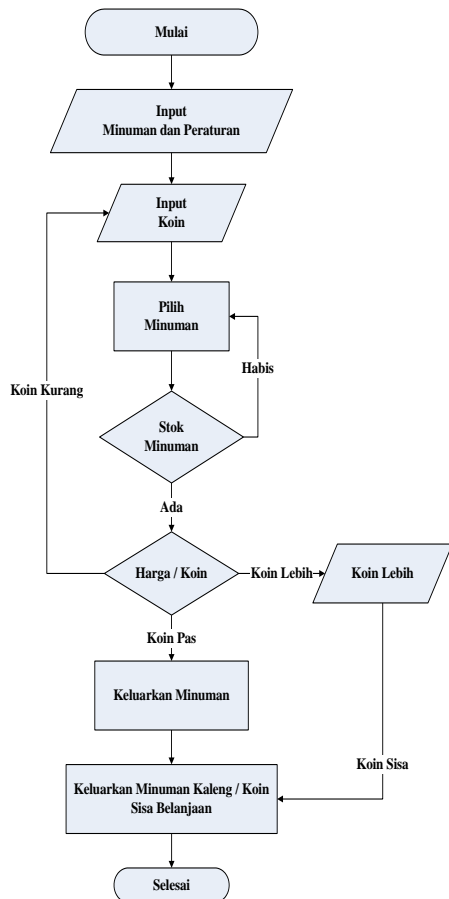 Mulai
Input
Minuman dan Peraturan
Input
Koin
Pilih
Minuman
Habis
Koin Kurang
Stok
Minuman
Ada
Harga / Koin
Koin Lebih
Koin Lebih
Koin Pas
Keluarkan Minuman
Koin Sisa
Keluarkan Minuman Kaleng / Koin
Sisa Belanjaan
Selesai